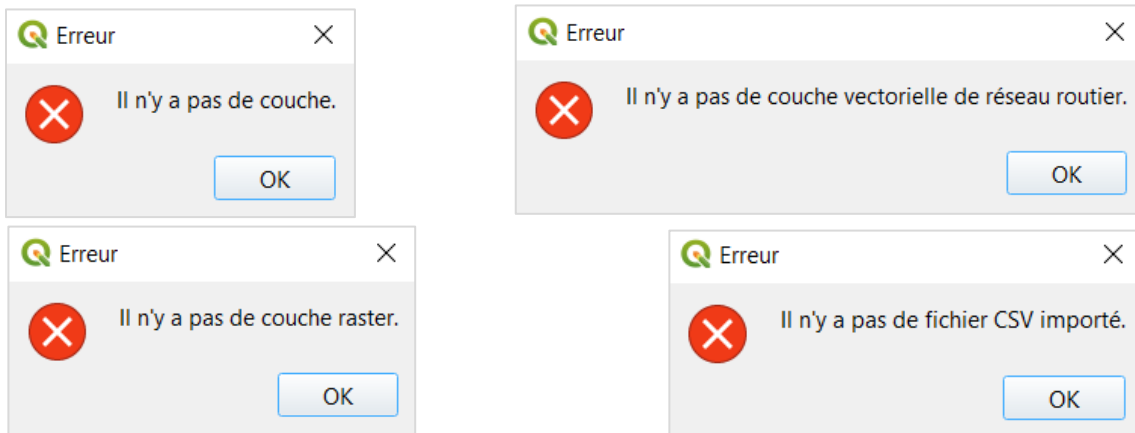 Erreur
Il n'y a pas de couche.
OK
Erreur
Il n'y a pas de couche vectorielle de réseau routier.
OK
Erreur
Il n'y a pas de couche raster.
OK
Erreur
Il n'y a pas de fichier CSV importé.
OK